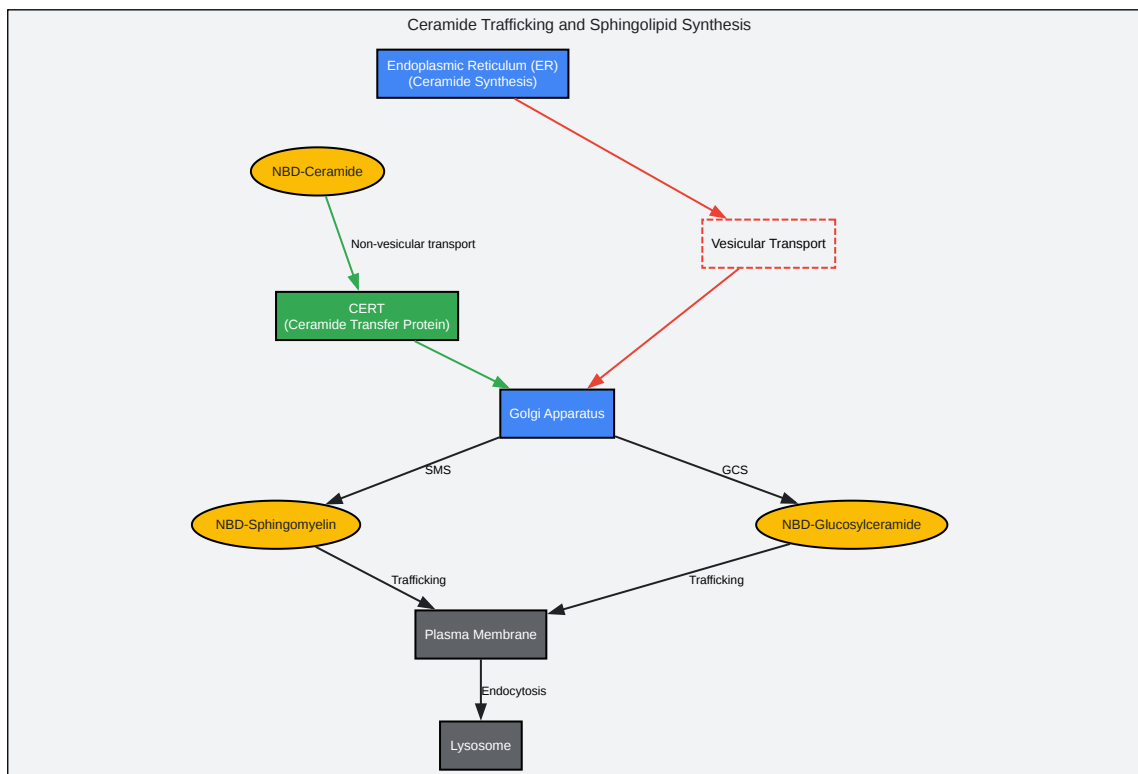 Ceramide Trafficking and Sphingolipid Synthesis
Endoplasmic Reticulum (ER)
(Ceramide Synthesis)
NBD-Ceramide
Non-vesicular transport
Vesicular Transport
CERT
(Ceramide Transfer Protein)
Golgi Apparatus
SMS
GCS
NBD-Sphingomyelin
NBD-Glucosylceramide
Trafficking
Trafficking
Plasma Membrane
Endocytosis
Lysosome